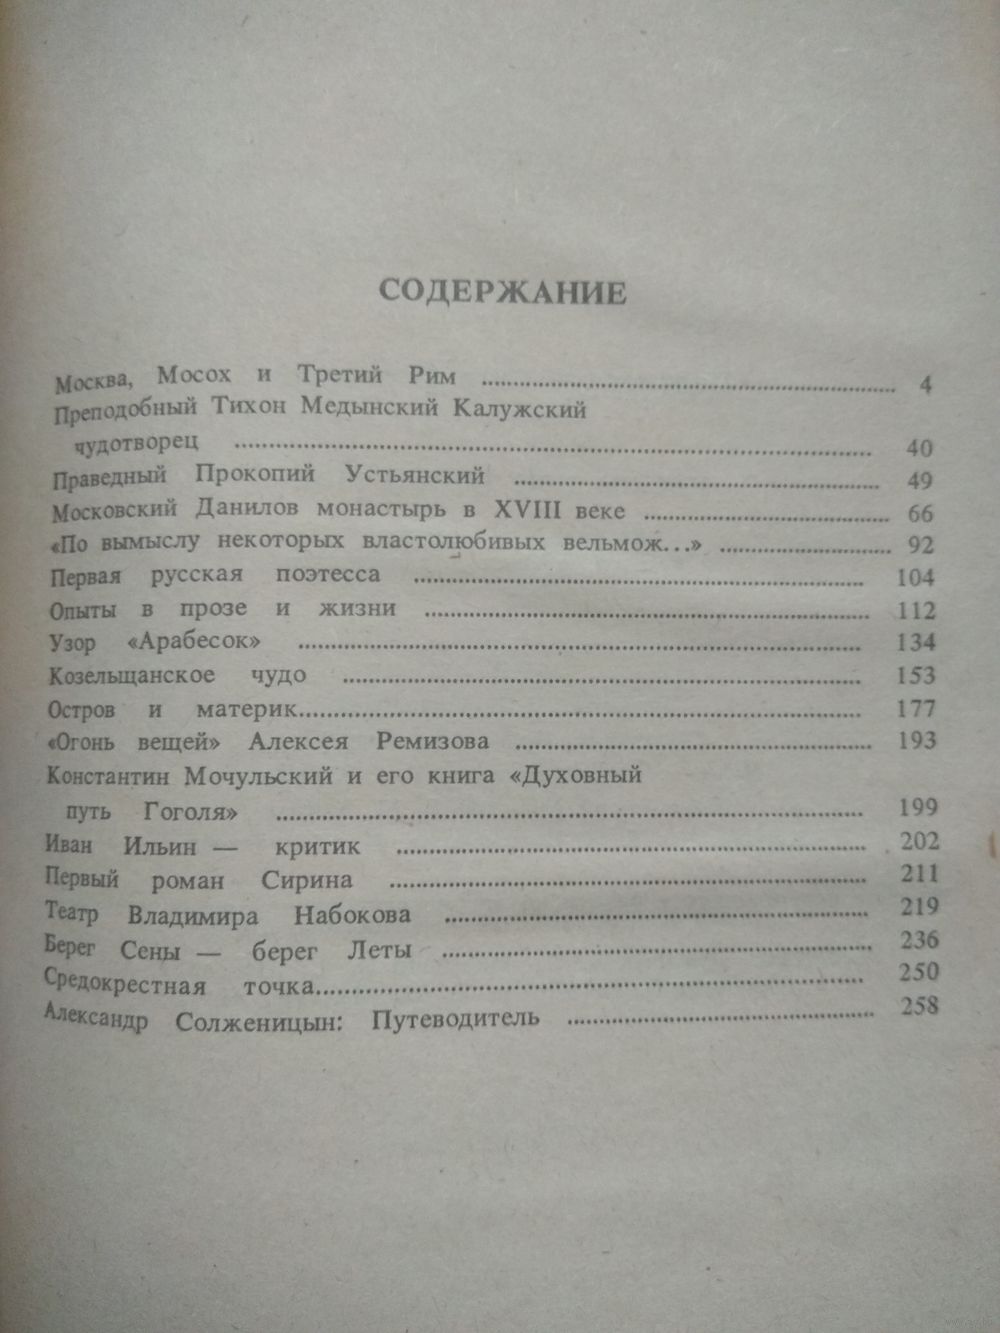 СОДЕРЖАНИЕ
Москва, Мосох и Третий Рим ........ 4
Преподобный Тихон Медынский Калужский
чудотворец ........ 40
Праведный Прокопий Устьянский ........ 49
Московский Данилов монастырь в XVIII веке ........ 66
«По вымыслу некоторых властолюбивых вельмож...» ........ 92
Первая русская поэтесса ........ 104
Опыты в прозе и жизни ........ 112
Узор «Арабесок» ........ 134
Козельщанское чудо ........ 153
Остров и материк ........ 177
«Огонь вещей» Алексея Ремизова ........ 193
Константин Мочульский и его книга «Духовный
путь Гоголя» ........ 199
Иван Ильин — критик ........ 202
Первый роман Сирина ........ 211
Театр Владимира Набокова ........ 219
Берег Сены — берег Леты ........ 236
Средокрестная точка ........ 250
Александр Солженицын: Путеводитель ........ 258